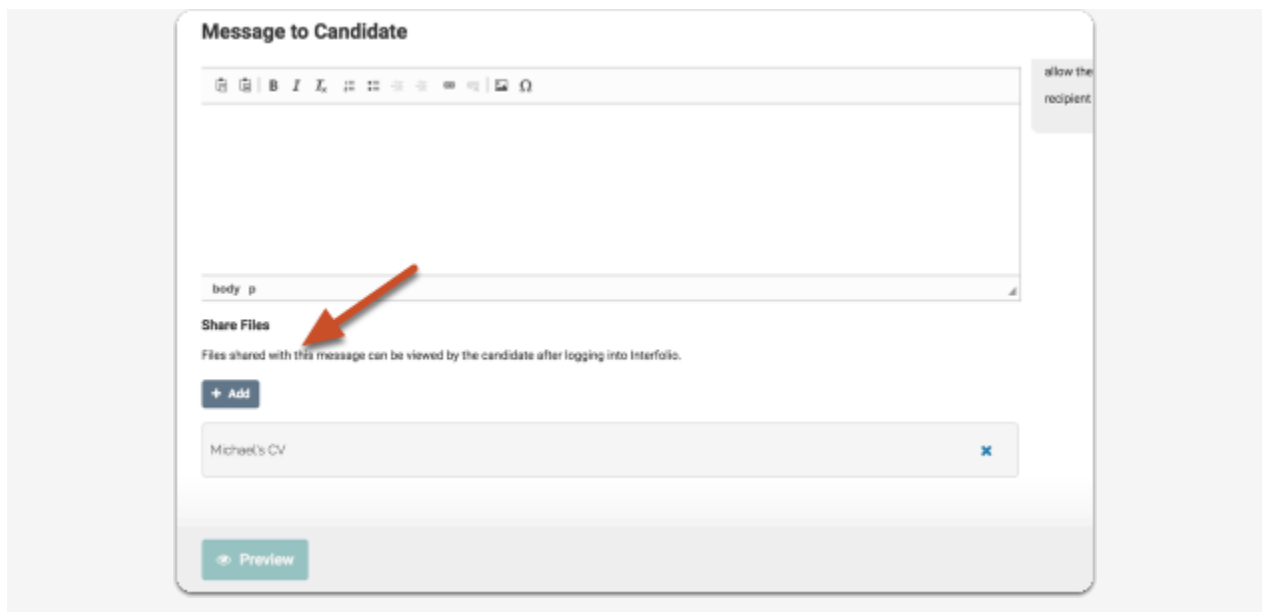 Message to Candidate
allow the
recipient
B I Tx Ω
body p
Share Files
Files shared with this message can be viewed by the candidate after logging into Interfolio.
+ Add
Michael's CV
Preview